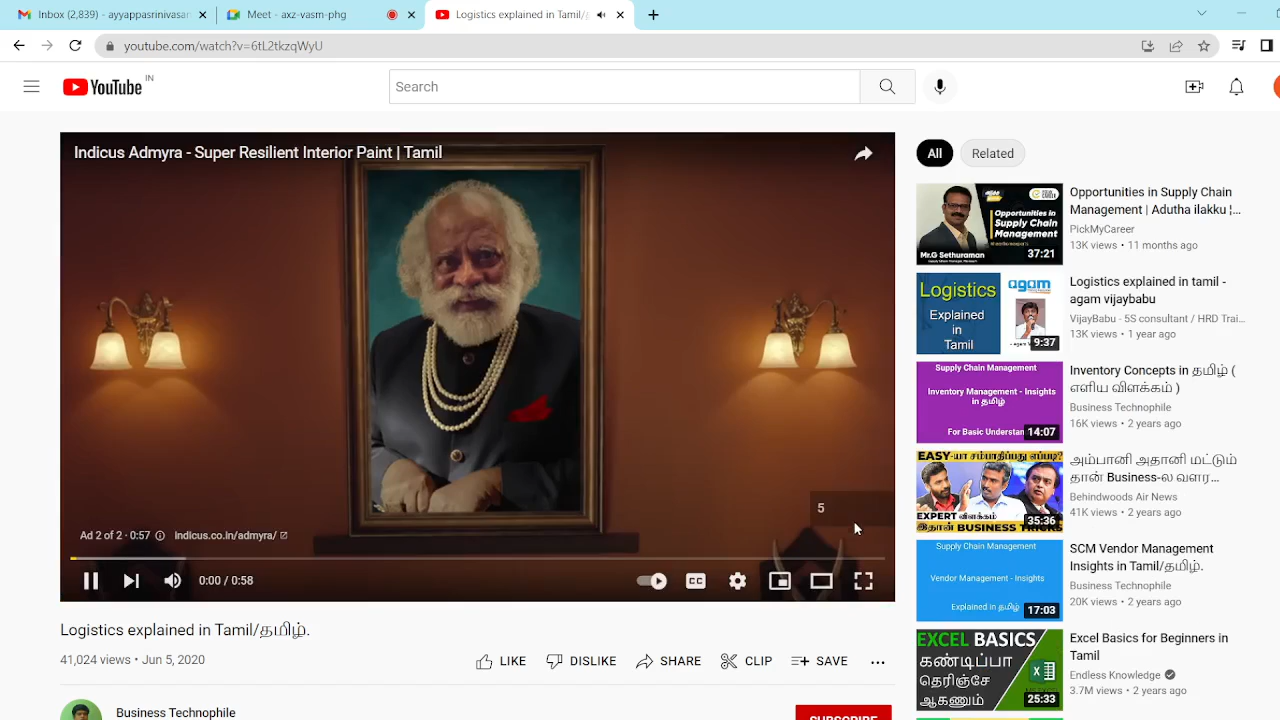 Inbox (2,839) - ayyappasrinivasan
Meet - axz-vamn-phg
Logistics explained in Tamil/த
youtube.com/watch?v=6tL2tkzqWyU
YouTube
IN
Search
Indicus Admyra - Super Resilient Interior Paint | Tamil
5
Ad 2 of 2 · 0:57
Indicus.co.in/admyra/
0:00 / 0:58
CC
Logistics explained in Tamil/தமிழ்.
41,024 views • Jun 5, 2020
LIKE
DISLIKE
SHARE
CLIP
SAVE
Business Technophile
SUBSCRIBE
All
Related
Opportunities in
Supply Chain
Management
Mr.G Sethuraman
37:21
Opportunities in Supply Chain
Management | Adutha ilakku ¦...
PickMyCareer
13K views • 11 months ago
Logistics
Explained
in
Tamil
agam
9:37
Logistics explained in tamil -
agam vijaybabu
VijayBabu - 5S consultant / HRD Trai...
13K views • 1 year ago
Supply Chain Management
Inventory Management - Insights
in தமிழ்
For Basic Understan
14:07
Inventory Concepts in தமிழ் (
எளிய விளக்கம் )
Business Technophile
16K views • 2 years ago
EASY-யா சம்பாதிப்பது எப்படி?
EXPERT விளக்கம்
இதான் BUSINESS TRICKS
35:36
அம்பானி அதானி மட்டும்
தான் Business-ல வளர...
Behindwoods Air News
41K views • 2 years ago
Supply Chain Management
Vendor Management - Insights
Explained in தமிழ்
17:03
SCM Vendor Management
Insights in Tamil/தமிழ்.
Business Technophile
20K views • 2 years ago
EXCEL BASICS
கண்டிப்பா
தெரிஞ்சே
ஆகணும்
25:33
Excel Basics for Beginners in
Tamil
Endless Knowledge
3.7M views • 2 years ago